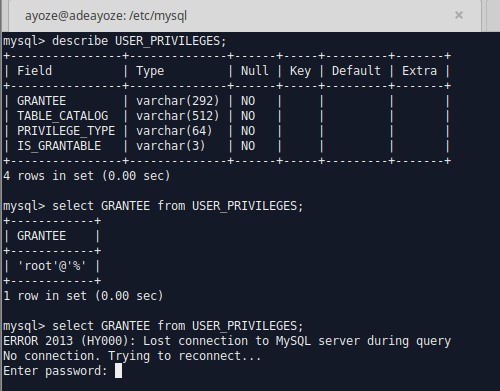 ayoze@adeayoze: /etc/mysql ×
mysql> describe USER_PRIVILEGES;
+----------------+--------------+------+-----+---------+-------+
| Field          | Type         | Null | Key | Default | Extra |
+----------------+--------------+------+-----+---------+-------+
| GRANTEE        | varchar(292) | NO   |     |         |       |
| TABLE_CATALOG  | varchar(512) | NO   |     |         |       |
| PRIVILEGE_TYPE | varchar(64)  | NO   |     |         |       |
| IS_GRANTABLE   | varchar(3)   | NO   |     |         |       |
+----------------+--------------+------+-----+---------+-------+
4 rows in set (0.00 sec)
mysql> select GRANTEE from USER_PRIVILEGES;
+------------+
| GRANTEE    |
+------------+
| 'root'@'%' |
+------------+
1 row in set (0.00 sec)
mysql> select GRANTEE from USER_PRIVILEGES;
ERROR 2013 (HY000): Lost connection to MySQL server during query
No connection. Trying to reconnect...
Enter password: